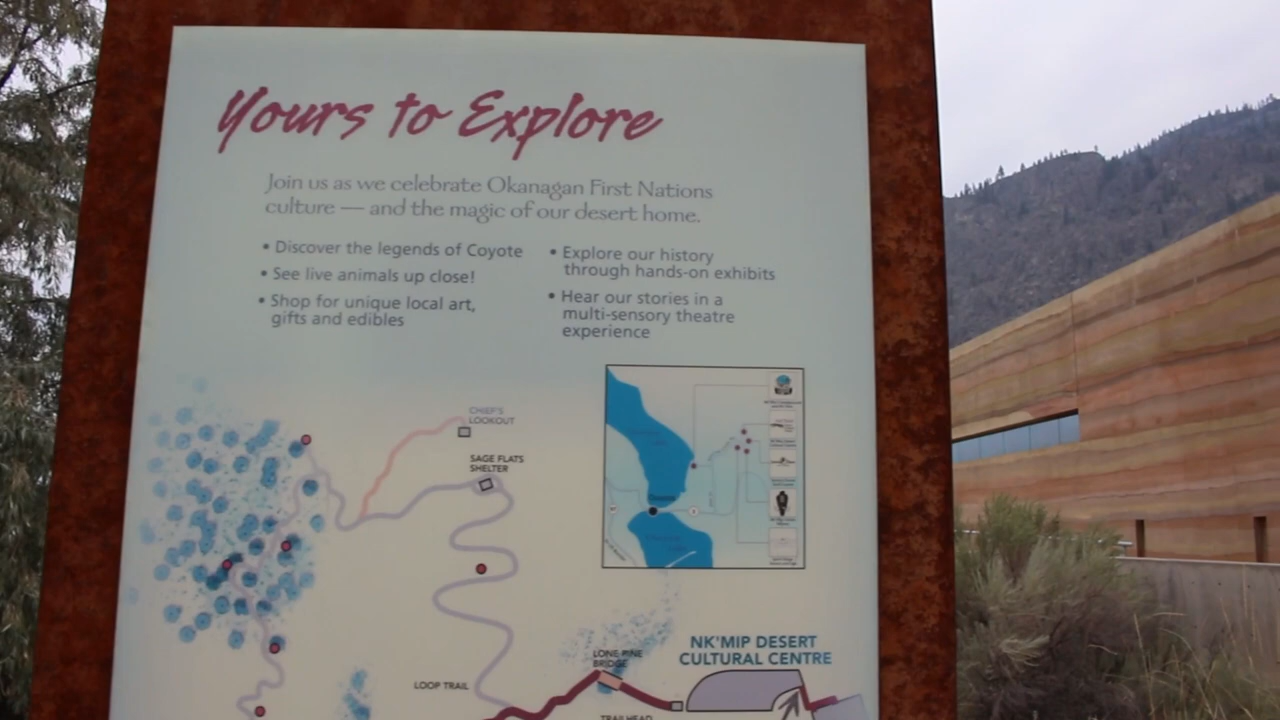 Yours to Explore
Join us as we celebrate Okanagan First Nations
culture — and the magic of our desert home.
• Discover the legends of Coyote
• See live animals up close!
• Shop for unique local art,
gifts and edibles
• Explore our history
through hands-on exhibits
• Hear our stories in a
multi-sensory theatre
experience
CHIEF'S
LOOKOUT
SAGE FLATS
SHELTER
NK'MIP DESERT
CULTURAL CENTRE
LONE PINE
BRIDGE
LOOP TRAIL
TRAILHEAD